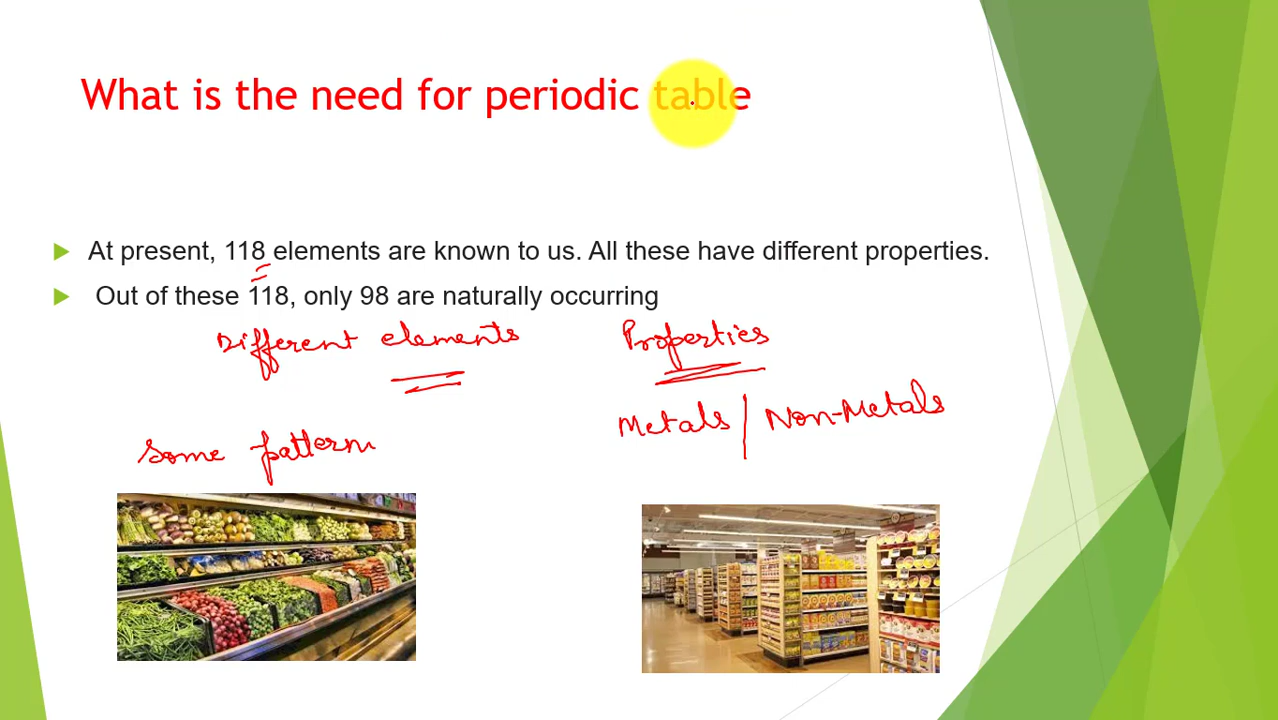 What is the need for periodic table
At present, 118 elements are known to us. All these have different properties.
Out of these 118, only 98 are naturally occurring
Different elements Properties
Metals | Non-Metals
Some pattern